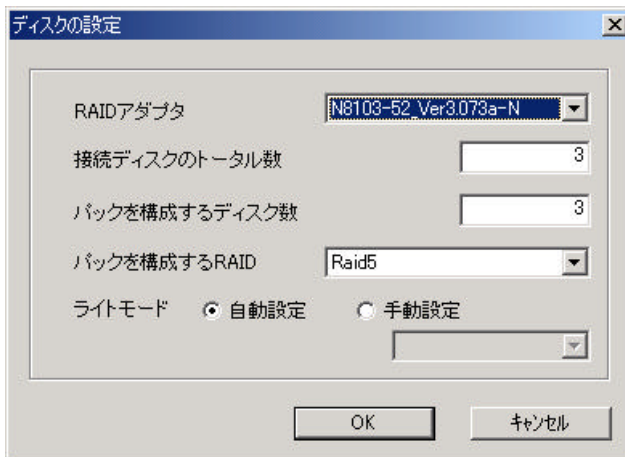 ディスクの設定
RAIDアダプタ N8103-52_Ver3.073a-N
接続ディスクのトータル数 3
パックを構成するディスク数 3
パックを構成するRAID Raid5
ライトモード 自動設定 手動設定
OK キャンセル